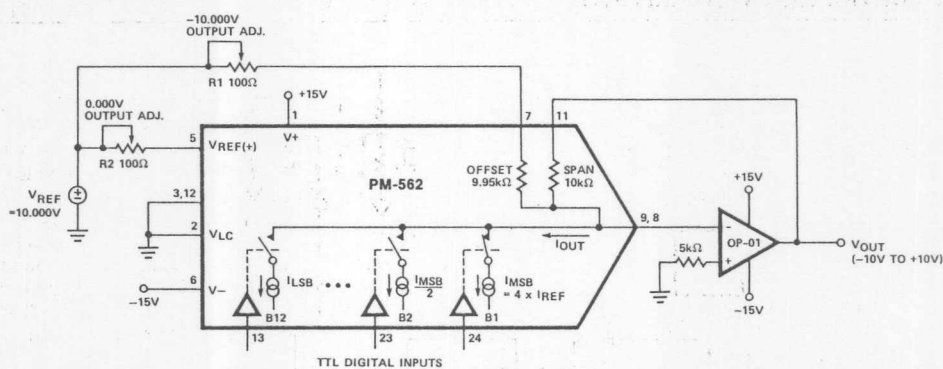 −10.000V
OUTPUT ADJ.
R1 100Ω
0.000V
OUTPUT ADJ.
R2 100Ω
+15V
1
V+
5
VREF(+)
7
11
OFFSET
9.95kΩ
SPAN
10kΩ
PM-562
VREF
=10.000V
3,12
2
VLC
6
V−
−15V
IOUT
9, 8
+15V
−
OP-01
+
5kΩ
−15V
VOUT
(−10V TO +10V)
ILSB
B12
IMSB
2
B2
IMSB
= 4 x IREF
B1
13
23
24
TTL DIGITAL INPUTS